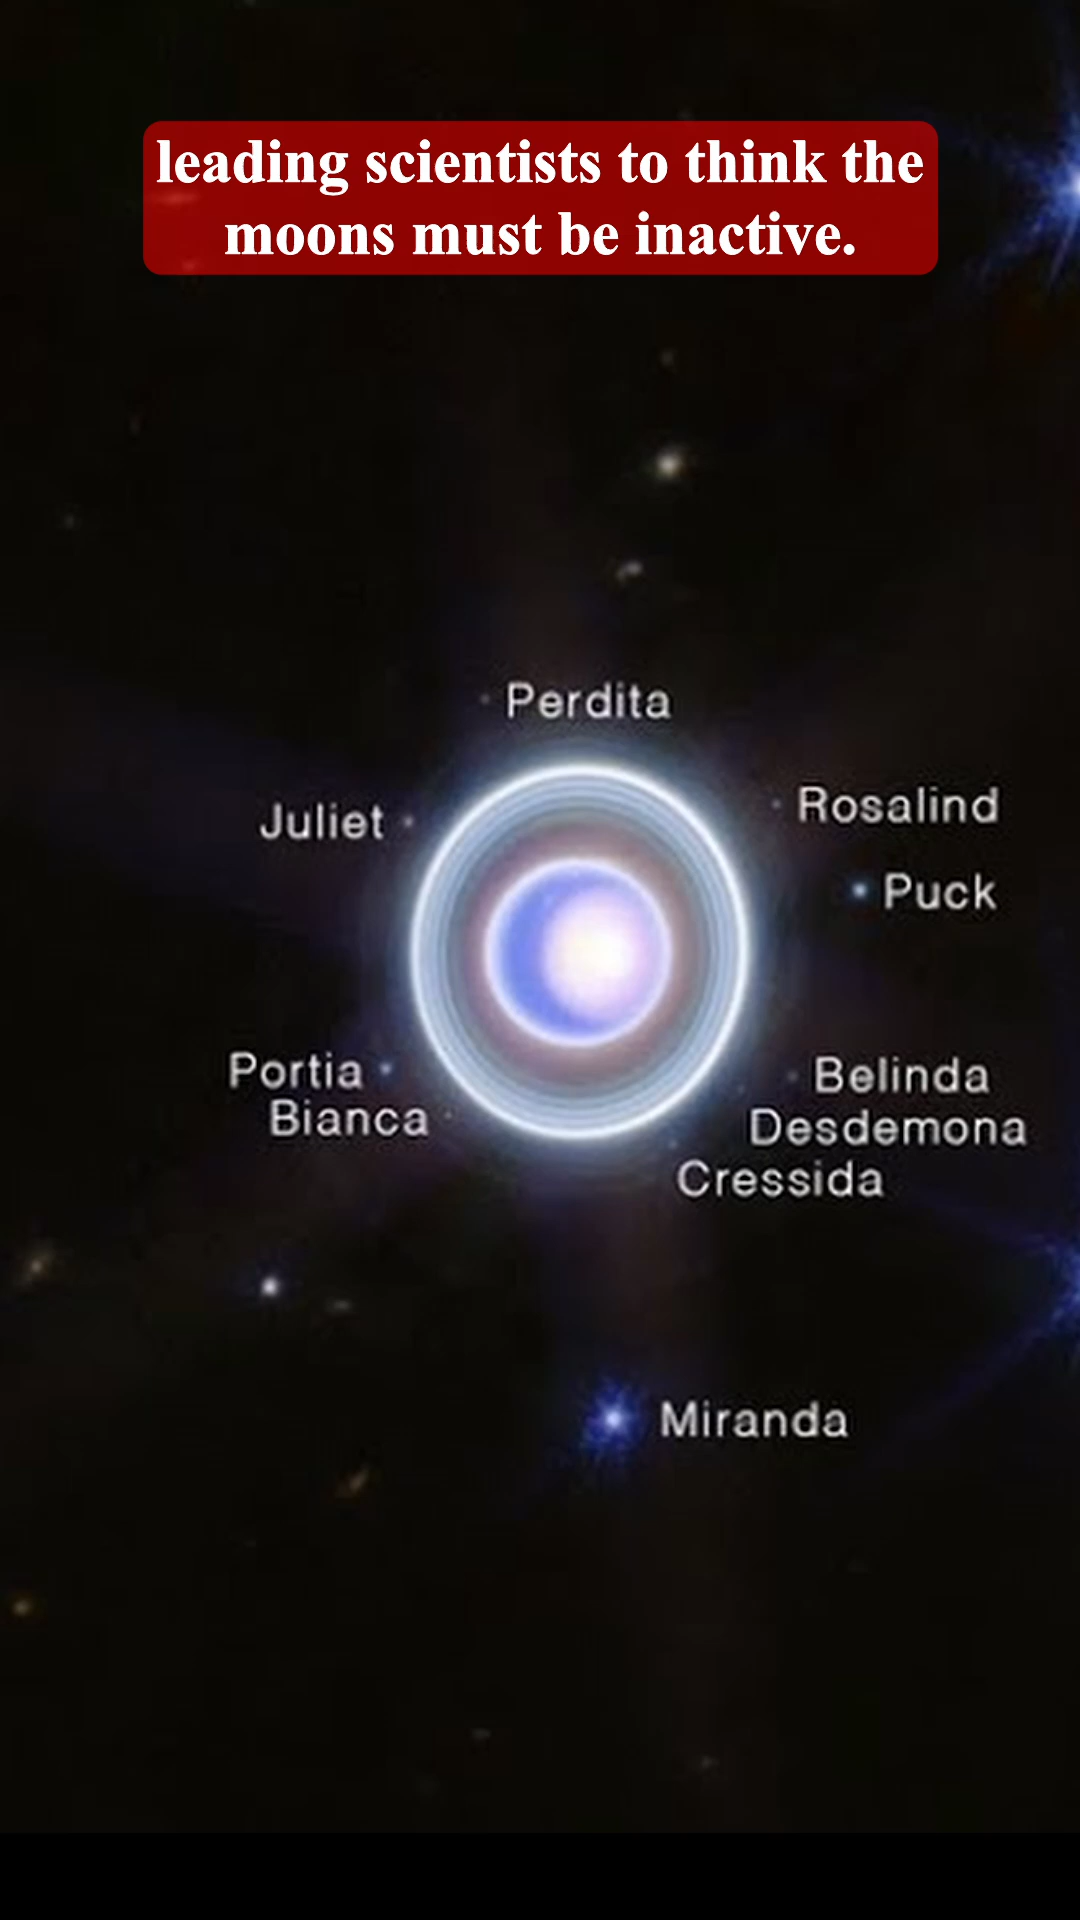 leading scientists to think the
moons must be inactive.
Perdita
Rosalind
Juliet
Puck
Portia
Belinda
Bianca
Desdemona
Cressida
Miranda